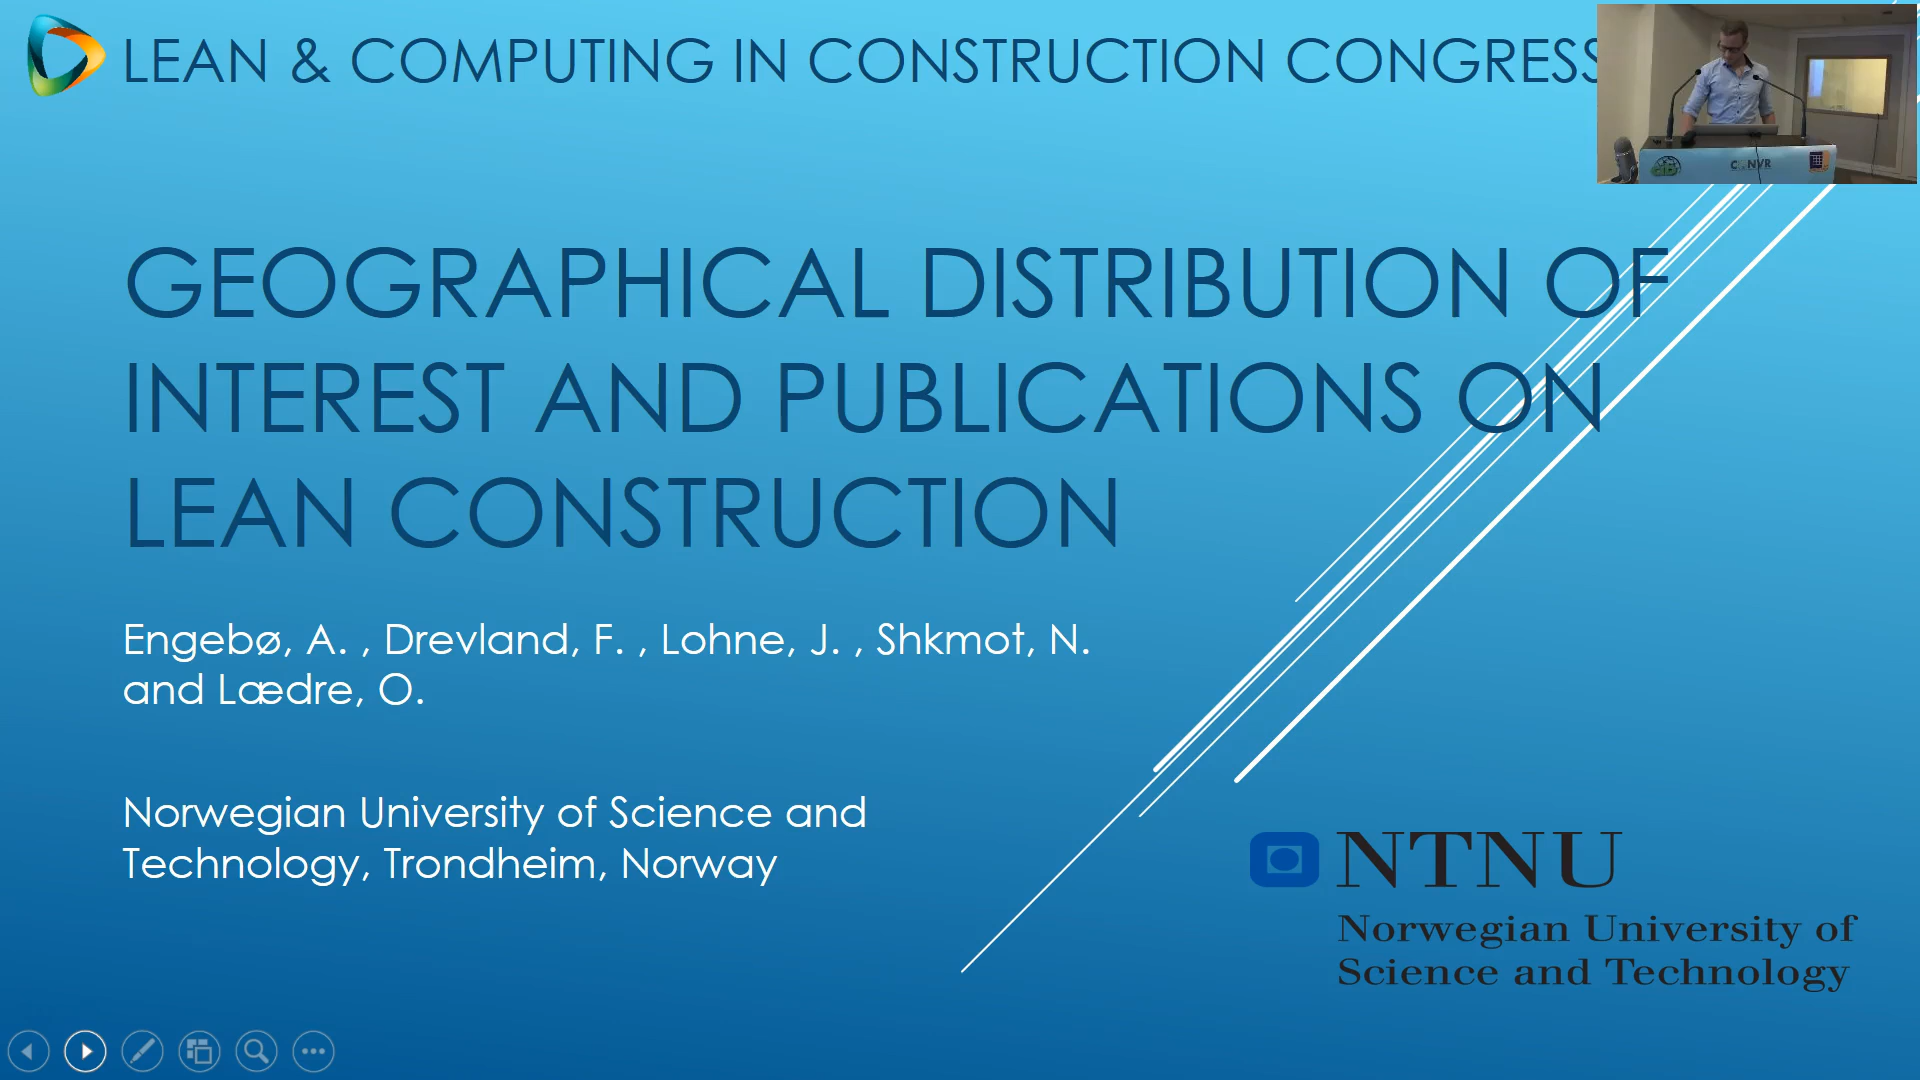 LEAN & COMPUTING IN CONSTRUCTION CONGRESS
GEOGRAPHICAL DISTRIBUTION OF
INTEREST AND PUBLICATIONS ON
LEAN CONSTRUCTION
Engebø, A. , Drevland, F. , Lohne, J. , Shkmot, N.
and Lædre, O.
Norwegian University of Science and
Technology, Trondheim, Norway
NTNU
Norwegian University of
Science and Technology